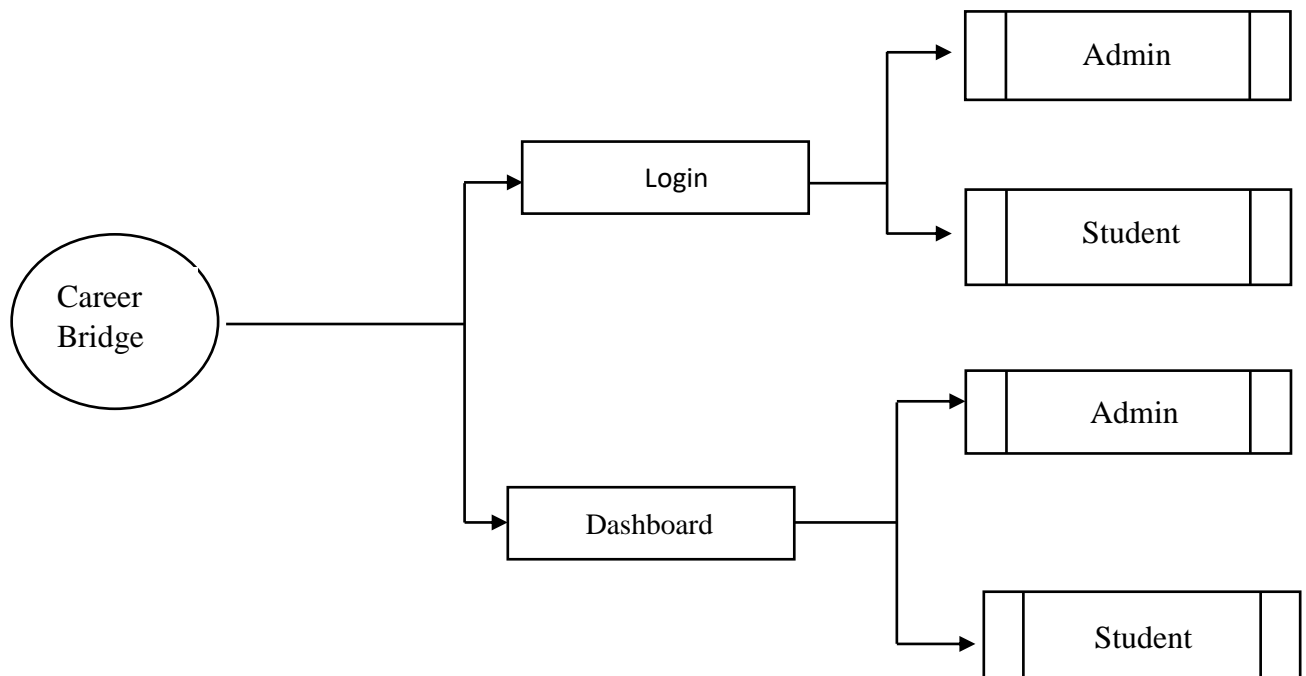 Admin
Login
Student
Career
Bridge
Admin
Dashboard
Student